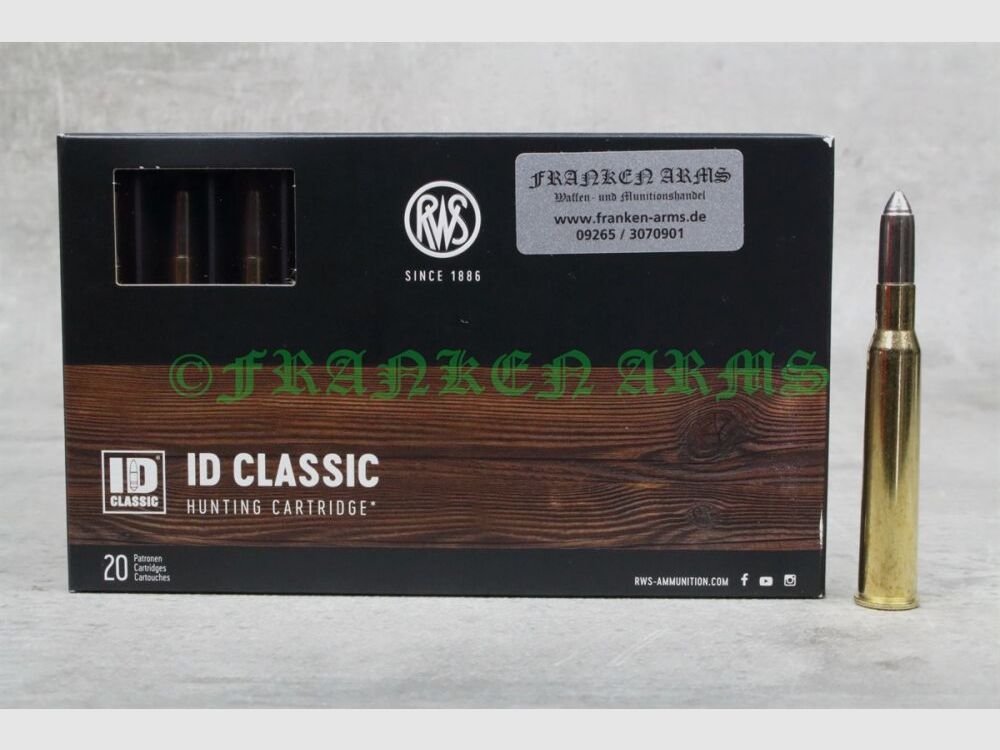 FRANKEN ARMS
Waffen- und Munitionshandel
www.franken-arms.de
09265 / 3070901
RWS
SINCE 1886
©FRANKEN ARMS
ID®
CLASSIC
ID CLASSIC
HUNTING CARTRIDGE*
20 Patronen
Cartridges
Cartouches
RWS-AMMUNITION.COM